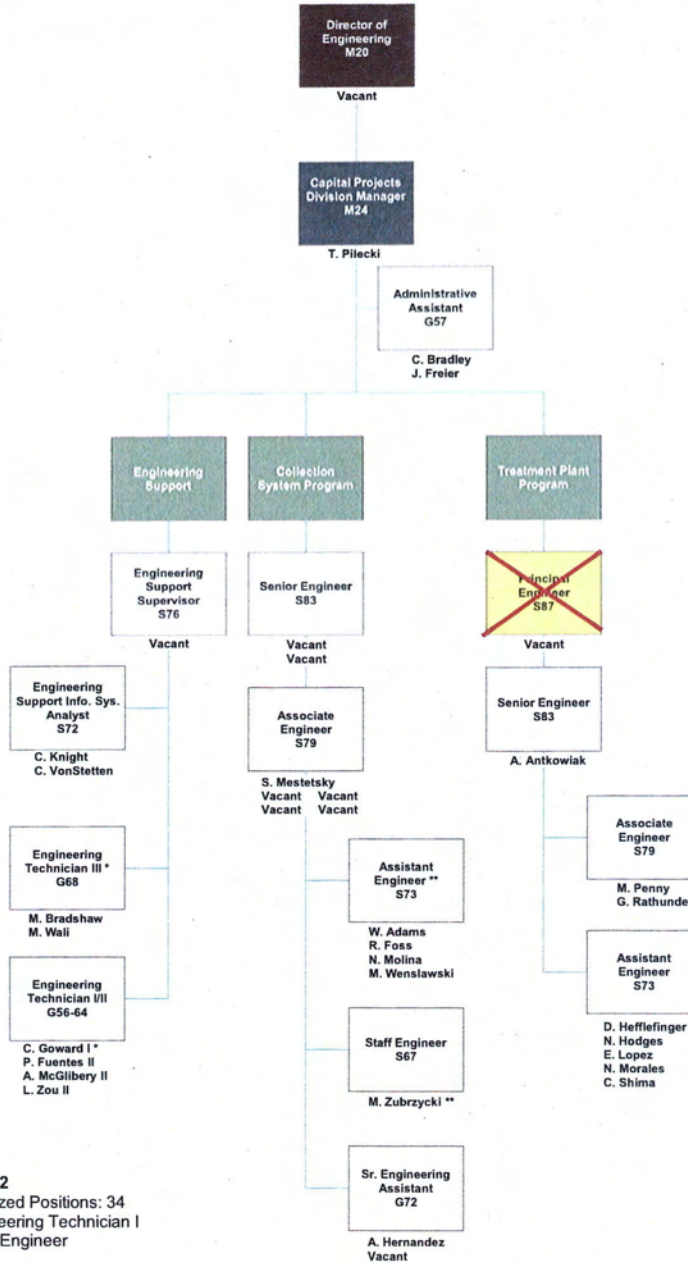 Director of
Engineering
M20
Vacant
Capital Projects
Division Manager
M24
T. Pilecki
Administrative
Assistant
G57
C. Bradley
J. Freier
Engineering
Support
Collection
System Program
Treatment Plant
Program
Engineering
Support
Supervisor
S76
Vacant
Senior Engineer
S83
Vacant
Vacant
Principal
Engineer
S87
Vacant
Engineering
Support Info. Sys.
Analyst
S72
C. Knight
C. VonStetten
Associate
Engineer
S79
S. Mestetsky
Vacant Vacant
Vacant Vacant
Senior Engineer
S83
A. Antkowiak
Engineering
Technician III *
G68
M. Bradshaw
M. Wali
Assistant
Engineer **
S73
W. Adams
R. Foss
N. Molina
M. Wenslawski
Associate
Engineer
S79
M. Penny
G. Rathunde
Engineering
Technician I/II
G56-64
C. Goward I *
P. Fuentes II
A. McGlibery II
L. Zou II
Staff Engineer
S67
M. Zubrzycki **
Assistant
Engineer
S73
D. Hefflefinger
N. Hodges
E. Lopez
N. Morales
C. Shima
Sr. Engineering
Assistant
G72
A. Hernandez
Vacant
2
zed Positions: 34
eering Technician I
Engineer